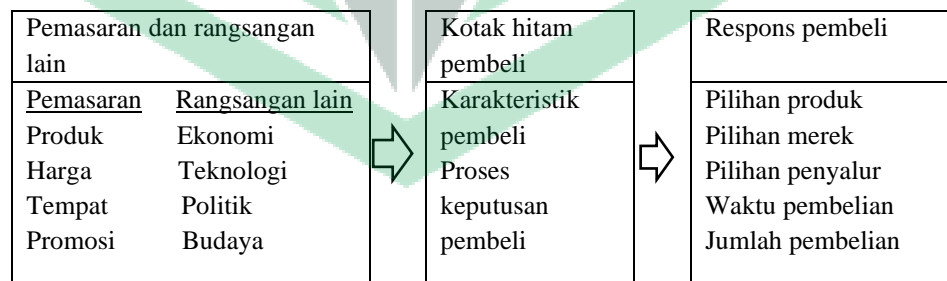 Pemasaran dan rangsangan
lain
Pemasaran Rangsangan lain
Produk Ekonomi
Harga Teknologi
Tempat Politik
Promosi Budaya
Kotak hitam
pembeli
Karakteristik
pembeli
Proses
keputusan
pembeli
Respons pembeli
Pilihan produk
Pilihan merek
Pilihan penyalur
Waktu pembelian
Jumlah pembelian